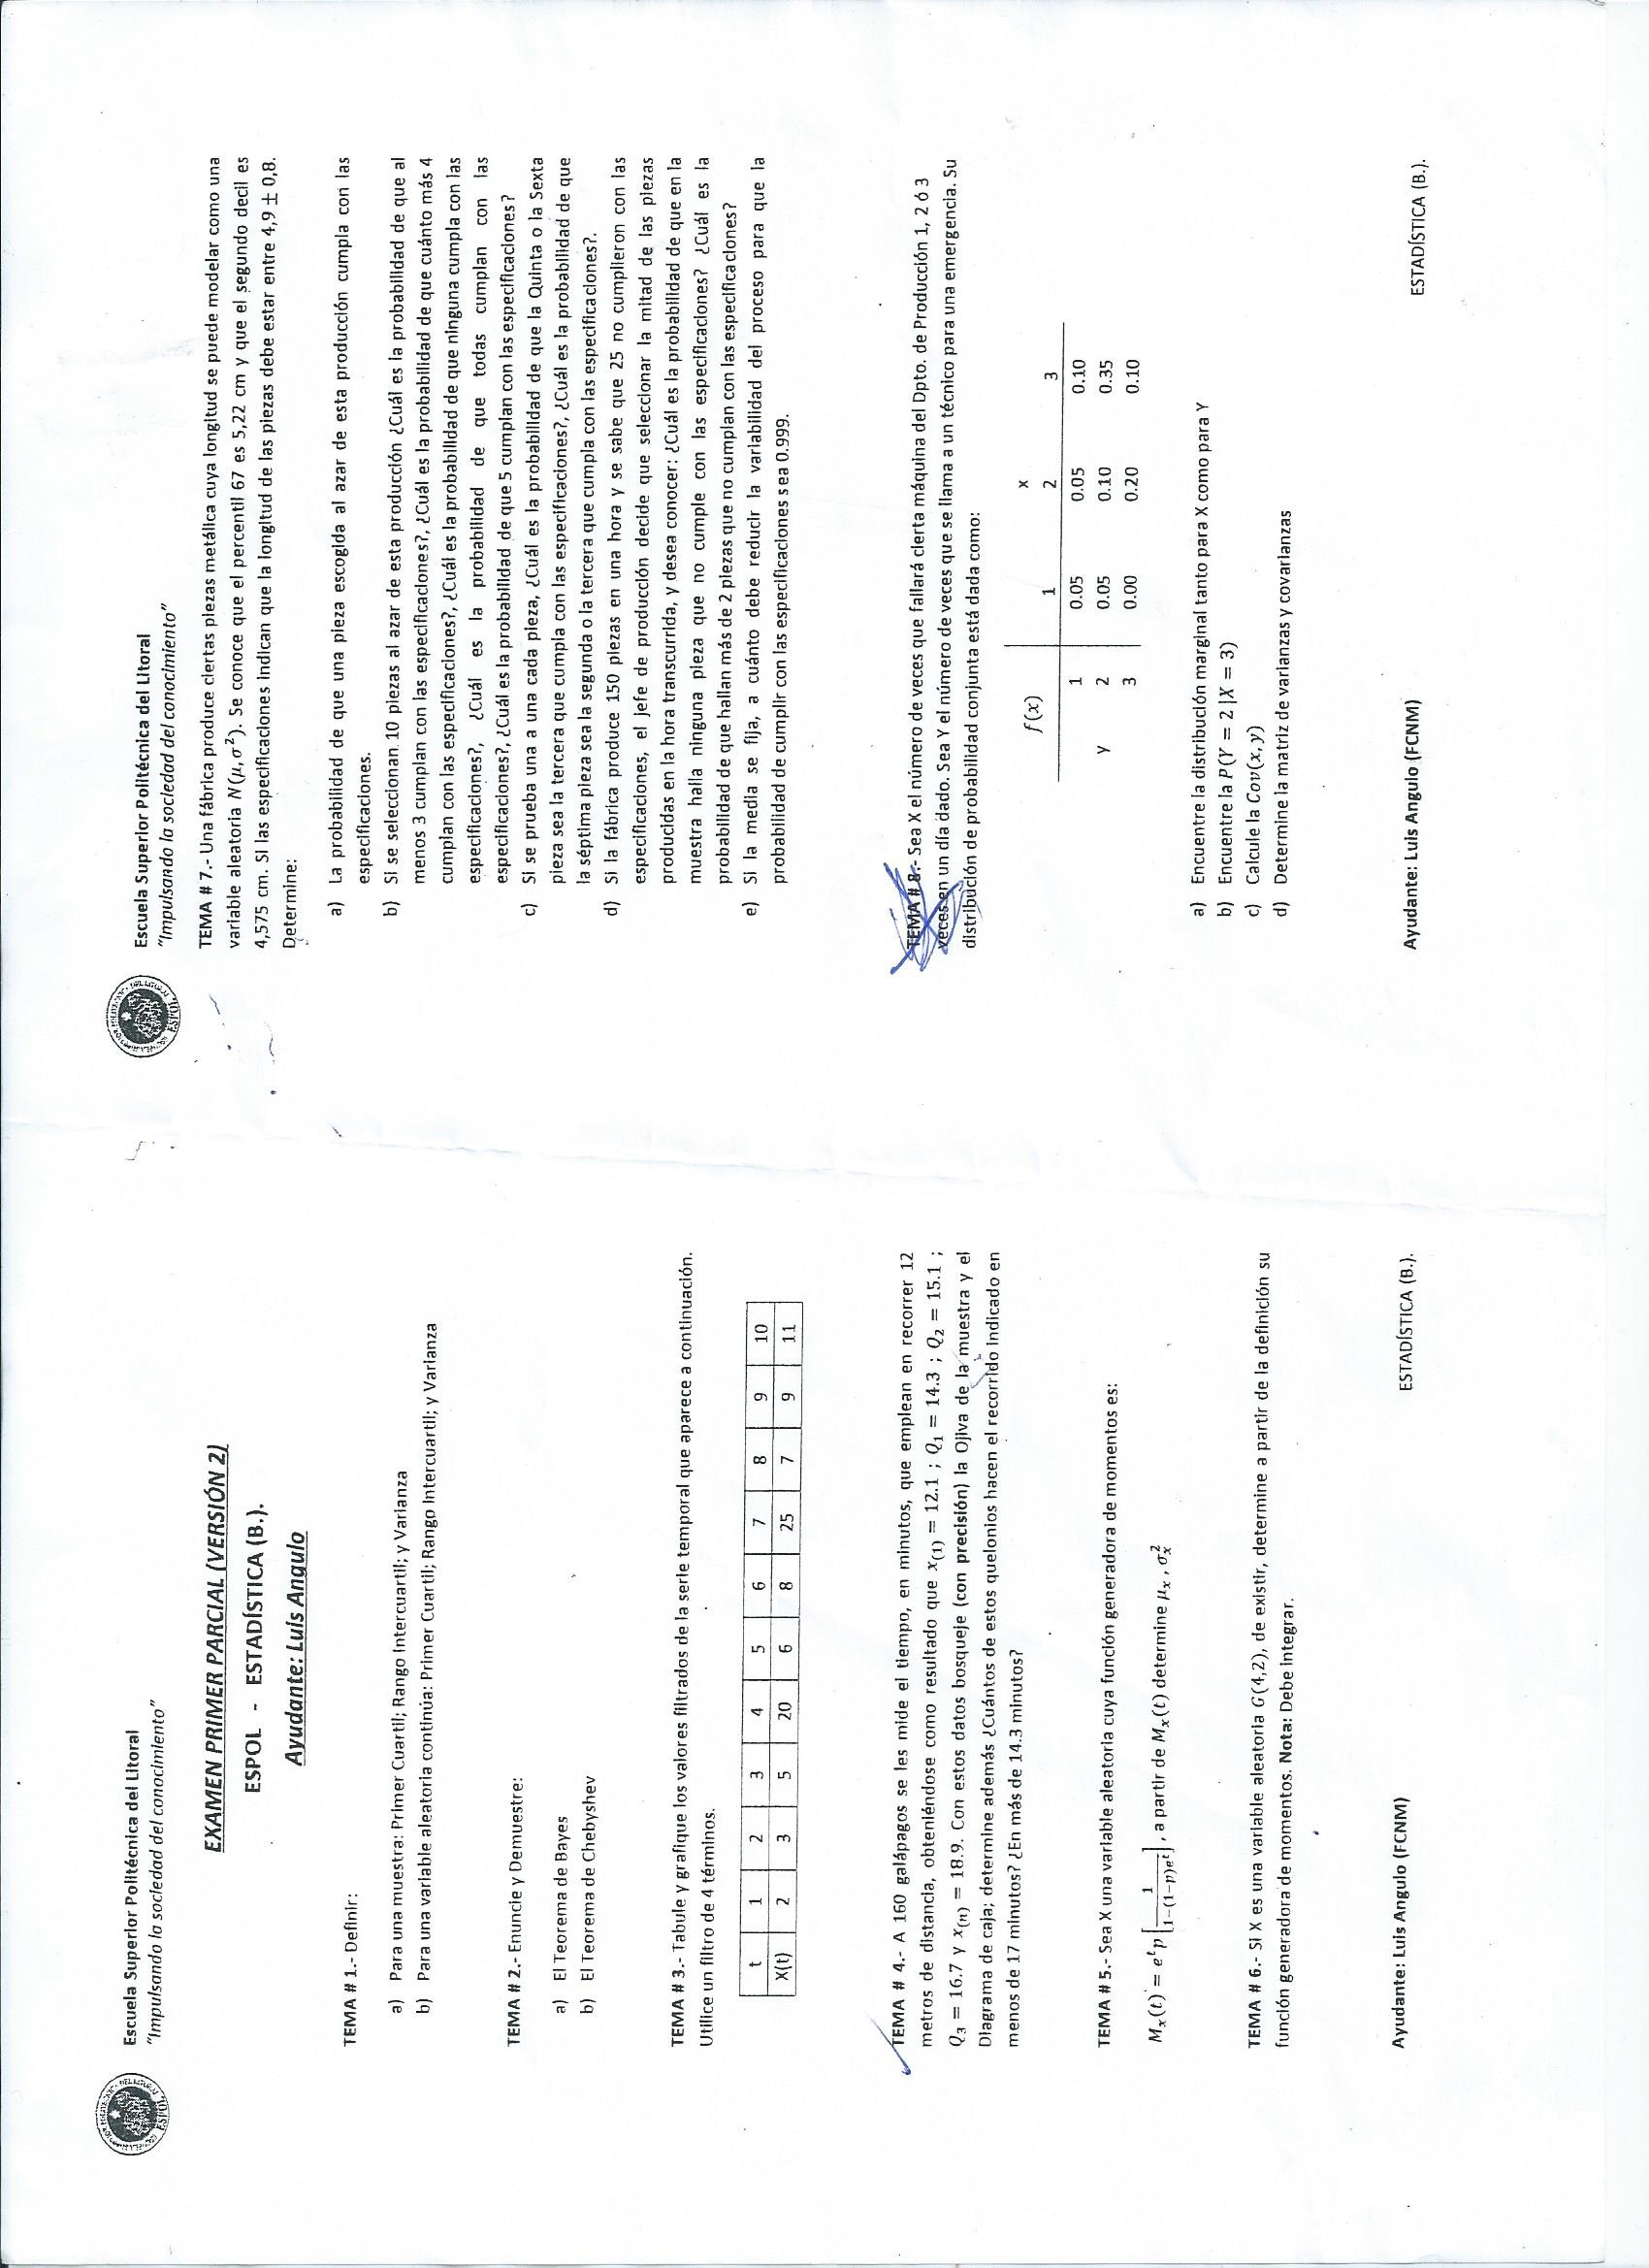 Escuela Superior Politécnica del Litoral
"Impulsando la sociedad del conocimiento"
EXAMEN PRIMER PARCIAL (VERSIÓN 2)
ESPOL - ESTADÍSTICA (B.).
Ayudante: Luis Angulo
TEMA # 1.- Definir:
a) Para una muestra: Primer Cuartil; Rango Intercuartil; y Varianza
b) Para una variable aleatoria continúa: Primer Cuartil; Rango Intercuartil; y Varianza
TEMA # 2.- Enuncie y Demuestre:
a) El Teorema de Bayes
b) El Teorema de Chebyshev
TEMA # 3.- Tabule y grafique los valores filtrados de la serie temporal que aparece a continuación.
Utilice un filtro de 4 términos.
t 1 2 3 4 5 6 7 8 9 10
X(t) 2 3 5 20 6 8 25 7 9 11
TEMA # 4.- A 160 galápagos se les mide el tiempo, en minutos, que emplean en recorrer 12
metros de distancia, obteniéndose como resultado que x(1) = 12.1 ; Q1 = 14.3 ; Q2 = 15.1 ;
Q3 = 16.7 y x(n) = 18.9. Con estos datos bosqueje (con precisión) la Ojiva de la muestra y el
Diagrama de caja; determine además ¿Cuántos de estos quelonios hacen el recorrido indicado en
menos de 17 minutos? ¿En más de 14.3 minutos?
TEMA # 5.- Sea X una variable aleatoria cuya función generadora de momentos es:
Mx(t) = e^t p [1 / (1−(1−p)e^t)], a partir de Mx(t) determine μx , σx²
TEMA # 6.- Si X es una variable aleatoria G(4,2), de existir, determine a partir de la definición su
función generadora de momentos. Nota: Debe integrar.
Ayudante: Luis Angulo (FCNM) ESTADÍSTICA (B.).
Escuela Superior Politécnica del Litoral
"Impulsando la sociedad del conocimiento"
TEMA # 7.- Una fábrica produce ciertas piezas metálica cuya longitud se puede modelar como una
variable aleatoria N(μ,σ²). Se conoce que el percentil 67 es 5,22 cm y que el segundo decil es
4,575 cm. Si las especificaciones indican que la longitud de las piezas debe estar entre 4,9 ± 0,8.
Determine:
a) La probabilidad de que una pieza escogida al azar de esta producción cumpla con las
especificaciones.
b) Si se seleccionan 10 piezas al azar de esta producción ¿Cuál es la probabilidad de que al
menos 3 cumplan con las especificaciones?, ¿Cuál es la probabilidad de que cuánto más 4
cumplan con las especificaciones?, ¿Cuál es la probabilidad de que ninguna cumpla con las
especificaciones?, ¿Cuál es la probabilidad de que todas cumplan con las
especificaciones?, ¿Cuál es la probabilidad de que 5 cumplan con las especificaciones?
c) Si se prueba una a una cada pieza, ¿Cuál es la probabilidad de que la Quinta o la Sexta
pieza sea la tercera que cumpla con las especificaciones?, ¿Cuál es la probabilidad de que
la séptima pieza sea la segunda o la tercera que cumpla con las especificaciones?.
d) Si la fábrica produce 150 piezas en una hora y se sabe que 25 no cumplieron con las
especificaciones, el jefe de producción decide que seleccionar la mitad de las piezas
producidas en la hora transcurrida, y desea conocer: ¿Cuál es la probabilidad de que en la
muestra halla ninguna pieza que no cumple con las especificaciones? ¿Cuál es la
probabilidad de que hallan más de 2 piezas que no cumplan con las especificaciones?
e) Si la media se fija, a cuánto debe reducir la variabilidad del proceso para que la
probabilidad de cumplir con las especificaciones sea 0.999.
TEMA # 8.- Sea X el número de veces que fallará cierta máquina del Dpto. de Producción 1, 2 ó 3
veces en un día dado. Sea Y el número de veces que se llama a un técnico para una emergencia. Su
distribución de probabilidad conjunta está dada como:
f(x) x
1 2 3
1 0.05 0.05 0.10
y 2 0.05 0.10 0.35
3 0.00 0.20 0.10
a) Encuentre la distribución marginal tanto para X como para Y
b) Encuentre la P(Y = 2|X = 3)
c) Calcule la Cov(x,y)
d) Determine la matriz de varianzas y covarianzas
Ayudante: Luis Angulo (FCNM) ESTADÍSTICA (B.).